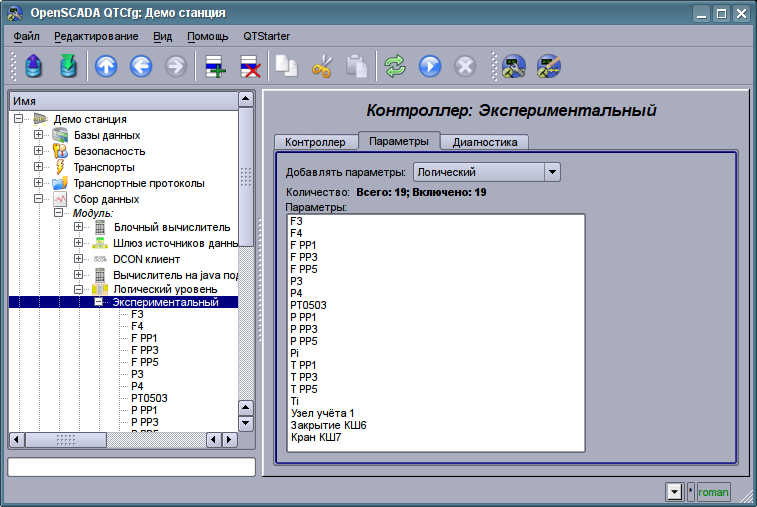 OpenSCADA QTCfg: Демо станция
Файл Редактирование Вид Помощь QTStarter
Имя
Демо станция
Базы данных
Безопасность
Транспорты
Транспортные протоколы
Сбор данных
Модуль:
Блочный вычислитель
Шлюз источников данны
DCON клиент
Вычислитель на java под
Логический уровень
Экспериментальный
F3
F4
F PP1
F PP3
F PP5
P3
P4
PT0503
P PP1
P PP3
P PP5
Контроллер: Экспериментальный
Контроллер Параметры Диагностика
Добавлять параметры: Логический
Количество: Всего: 19; Включено: 19
Параметры:
F3
F4
F PP1
F PP3
F PP5
P3
P4
PT0503
P PP1
P PP3
P PP5
Pi
T PP1
T PP3
T PP5
Ti
Узел учёта 1
Закрытие КШ6
Кран КШ7
* roman